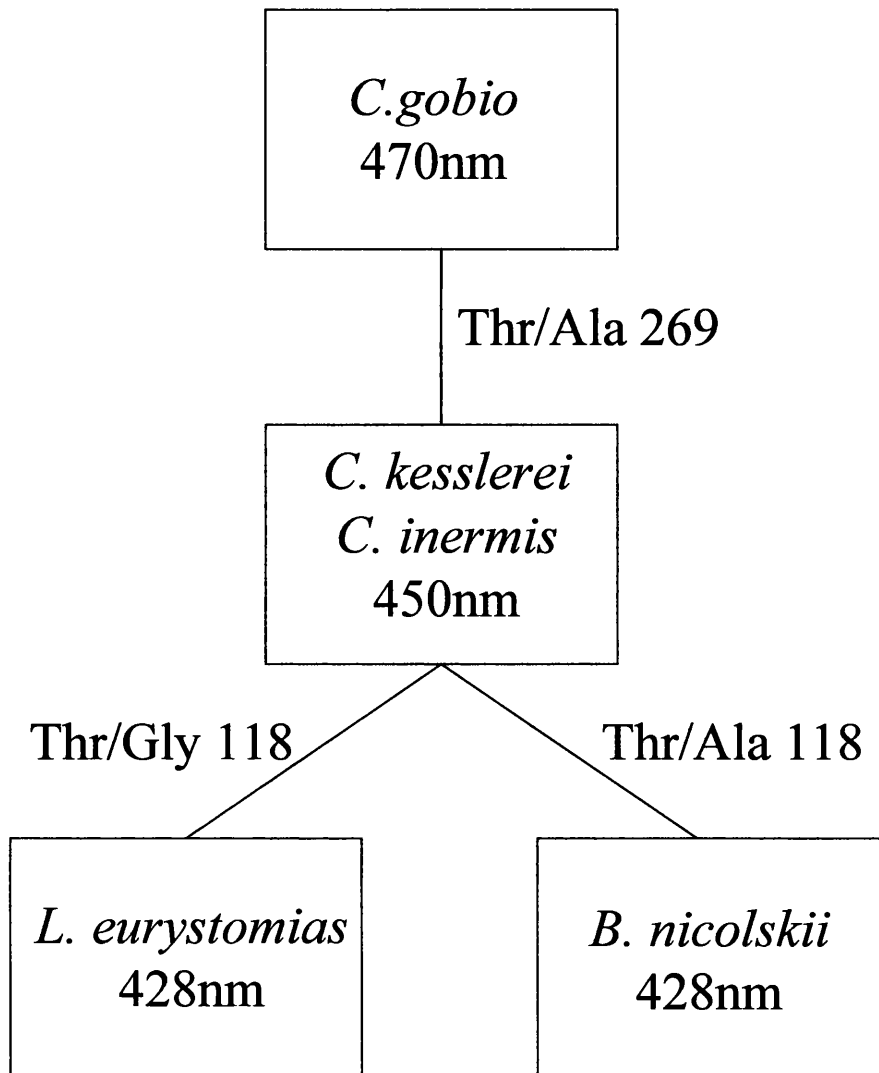 C.gobio
470nm
Thr/Ala 269
C. kesslerei
C. inermis
450nm
Thr/Gly 118
Thr/Ala 118
L. eurystomias
428nm
B. nicolskii
428nm